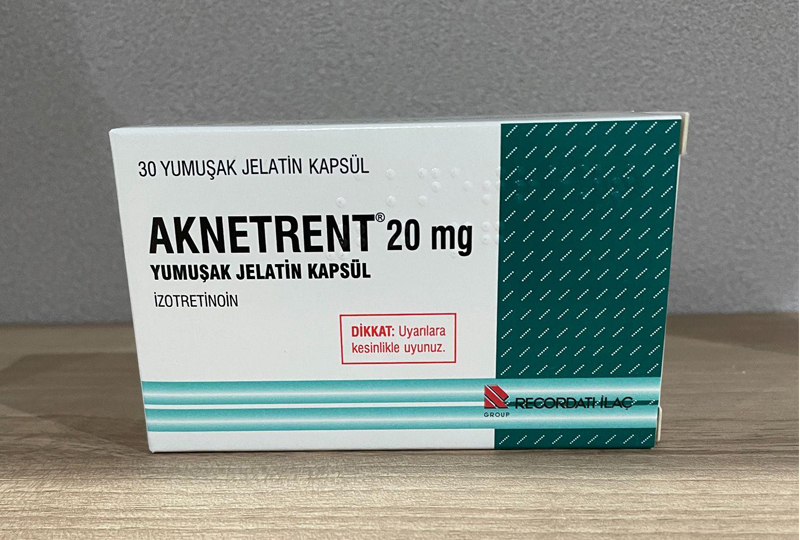 30 YUMUŞAK JELATİN KAPSÜL
AKNETRENT® 20 mg
YUMUŞAK JELATİN KAPSÜL
İZOTRETİNOİN
DİKKAT: Uyarılara
kesinlikle uyunuz.
RECORDATI İLAÇ
GROUP